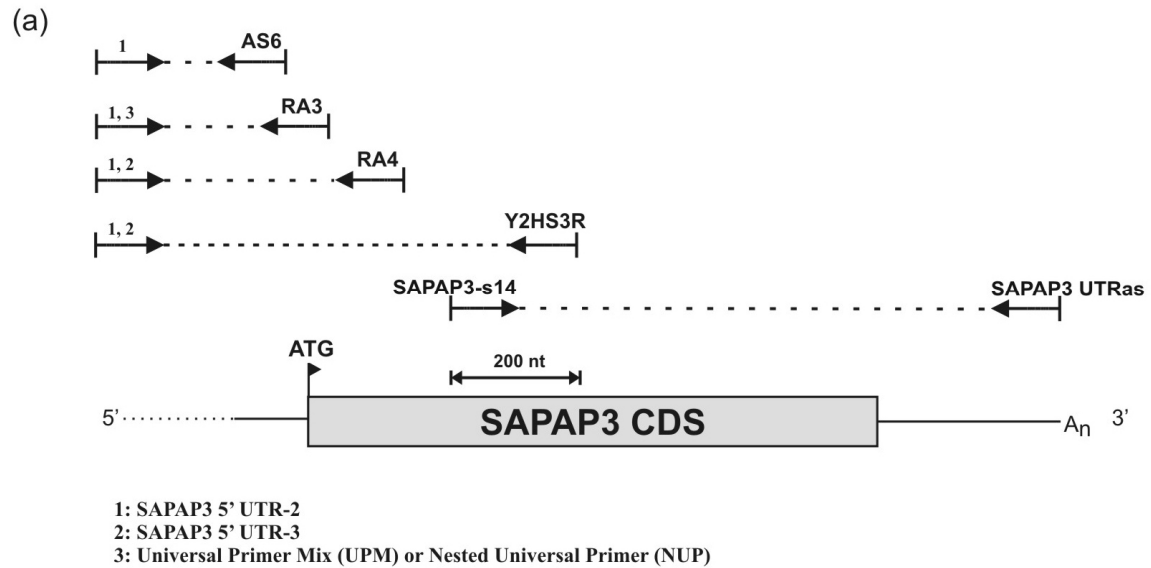 (a)
1
AS6
1, 3
RA3
1, 2
RA4
1, 2
Y2HS3R
SAPAP3-s14
SAPAP3 UTRas
ATG
200 nt
5’
SAPAP3 CDS
An
3’
1: SAPAP3 5’ UTR-2
2: SAPAP3 5’ UTR-3
3: Universal Primer Mix (UPM) or Nested Universal Primer (NUP)